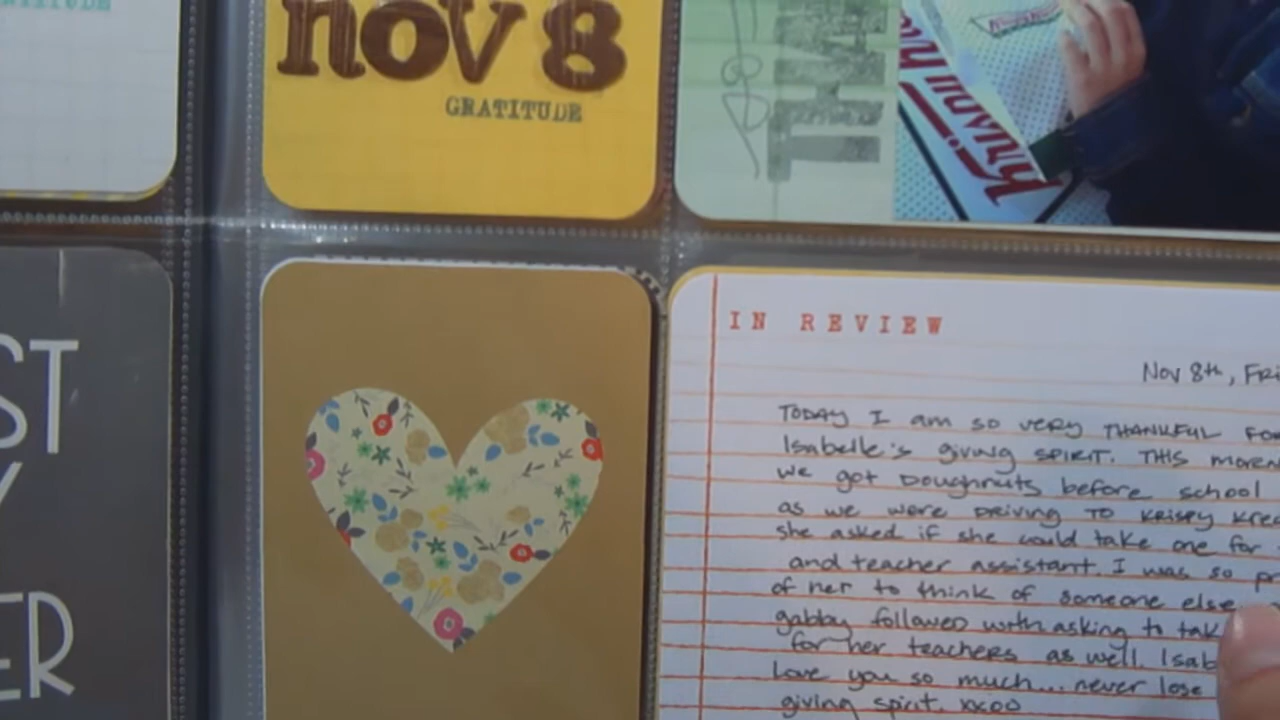 nov 8
GRATITUDE
IN REVIEW
Nov 8th, FRI
TODAY I am so very THANKFUL FOR
Isabelle's giving SPIRIT. THIS MORN
we got Doughnuts before school
as we were DRIVING TO KRISPY KRE
she asked if she could take one for
and teacher assistant. I was so pr
of her to think of someone else
gabby followed with asking to tak
for her teachers as well. Isab
Love you so much... never lose
giving spirit. xxoo
ST
Y
ER